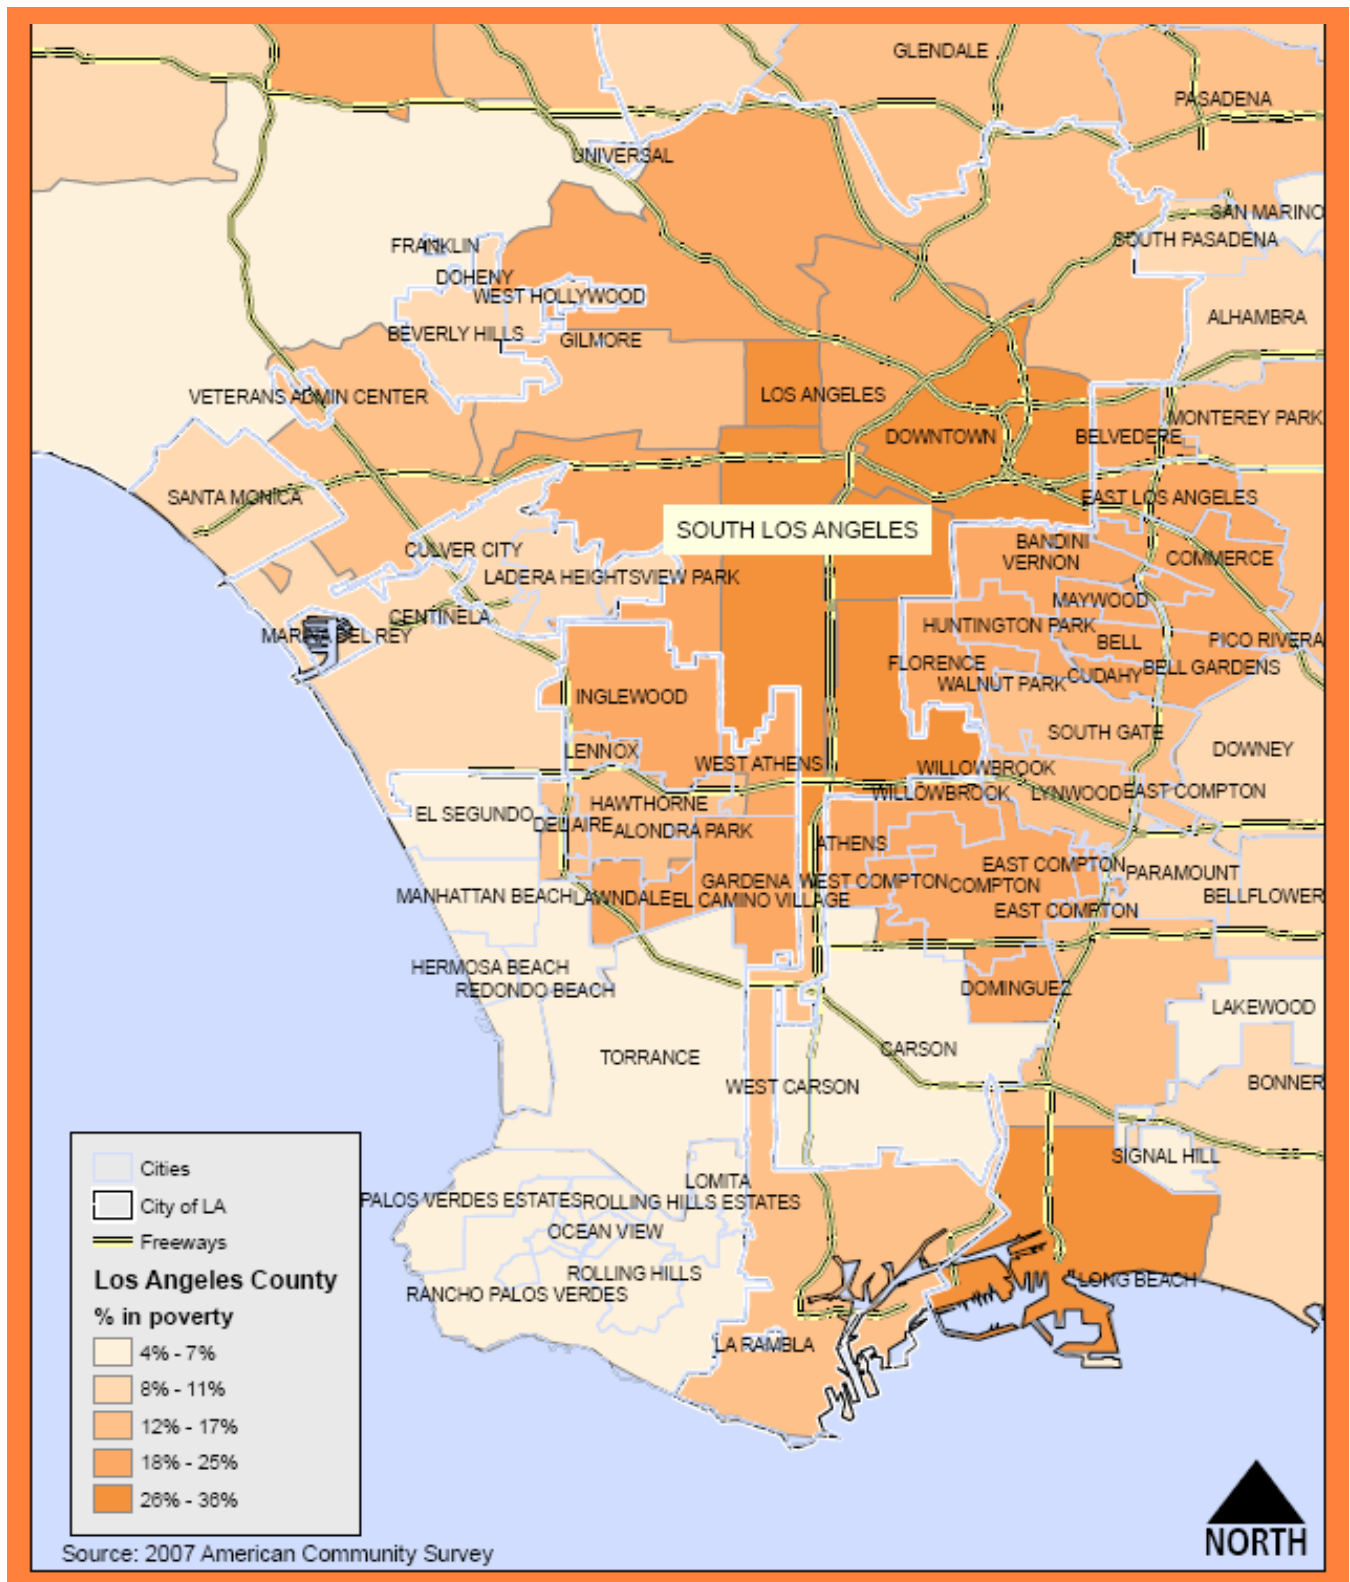 GLENDALE
PASADENA
UNIVERSAL
SAN MARINO
SOUTH PASADENA
FRANKLIN
DOHENY
WEST HOLLYWOOD
ALHAMBRA
BEVERLY HILLS
GILMORE
VETERANS ADMIN CENTER
LOS ANGELES
MONTEREY PARK
DOWNTOWN
BELVEDERE
SANTA MONICA
EAST LOS ANGELES
SOUTH LOS ANGELES
CULVER CITY
BANDINI
VERNON
COMMERCE
LADERA HEIGHTSVIEW PARK
MAYWOOD
CENTINELA
MARINA DEL REY
HUNTINGTON PARK
BELL
PICO RIVERA
FLORENCE
WALNUT PARK
CUDAHY
BELL GARDENS
INGLEWOOD
SOUTH GATE
DOWNEY
LENNOX
WEST ATHENS
WILLOWBROOK
WILLOWBROOK
LYNWOOD
EAST COMPTON
HAWTHORNE
EL SEGUNDO
DEL AIRE
ALONDRA PARK
ATHENS
EAST COMPTON
PARAMOUNT
GARDENA
WEST COMPTON
COMPTON
MANHATTAN BEACH
LAWNDALE
EL CAMINO VILLAGE
BELLFLOWER
EAST COMPTON
HERMOSA BEACH
REDONDO BEACH
DOMINGUEZ
LAKEWOOD
TORRANCE
CARSON
WEST CARSON
BONNER
SIGNAL HILL
LOMITA
PALOS VERDES ESTATES
ROLLING HILLS ESTATES
OCEAN VIEW
ROLLING HILLS
RANCHO PALOS VERDES
LONG BEACH
LA RAMBLA
Cities
City of LA
Freeways
Los Angeles County
% in poverty
4% - 7%
8% - 11%
12% - 17%
18% - 25%
26% - 36%
Source: 2007 American Community Survey
NORTH